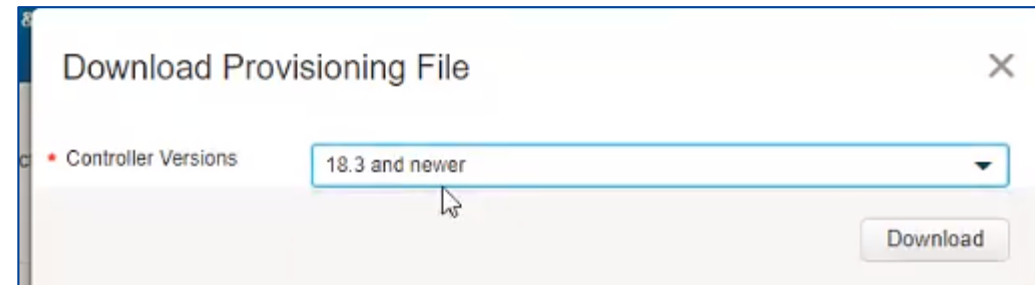 Download Provisioning File
* Controller Versions
18.3 and newer
Download